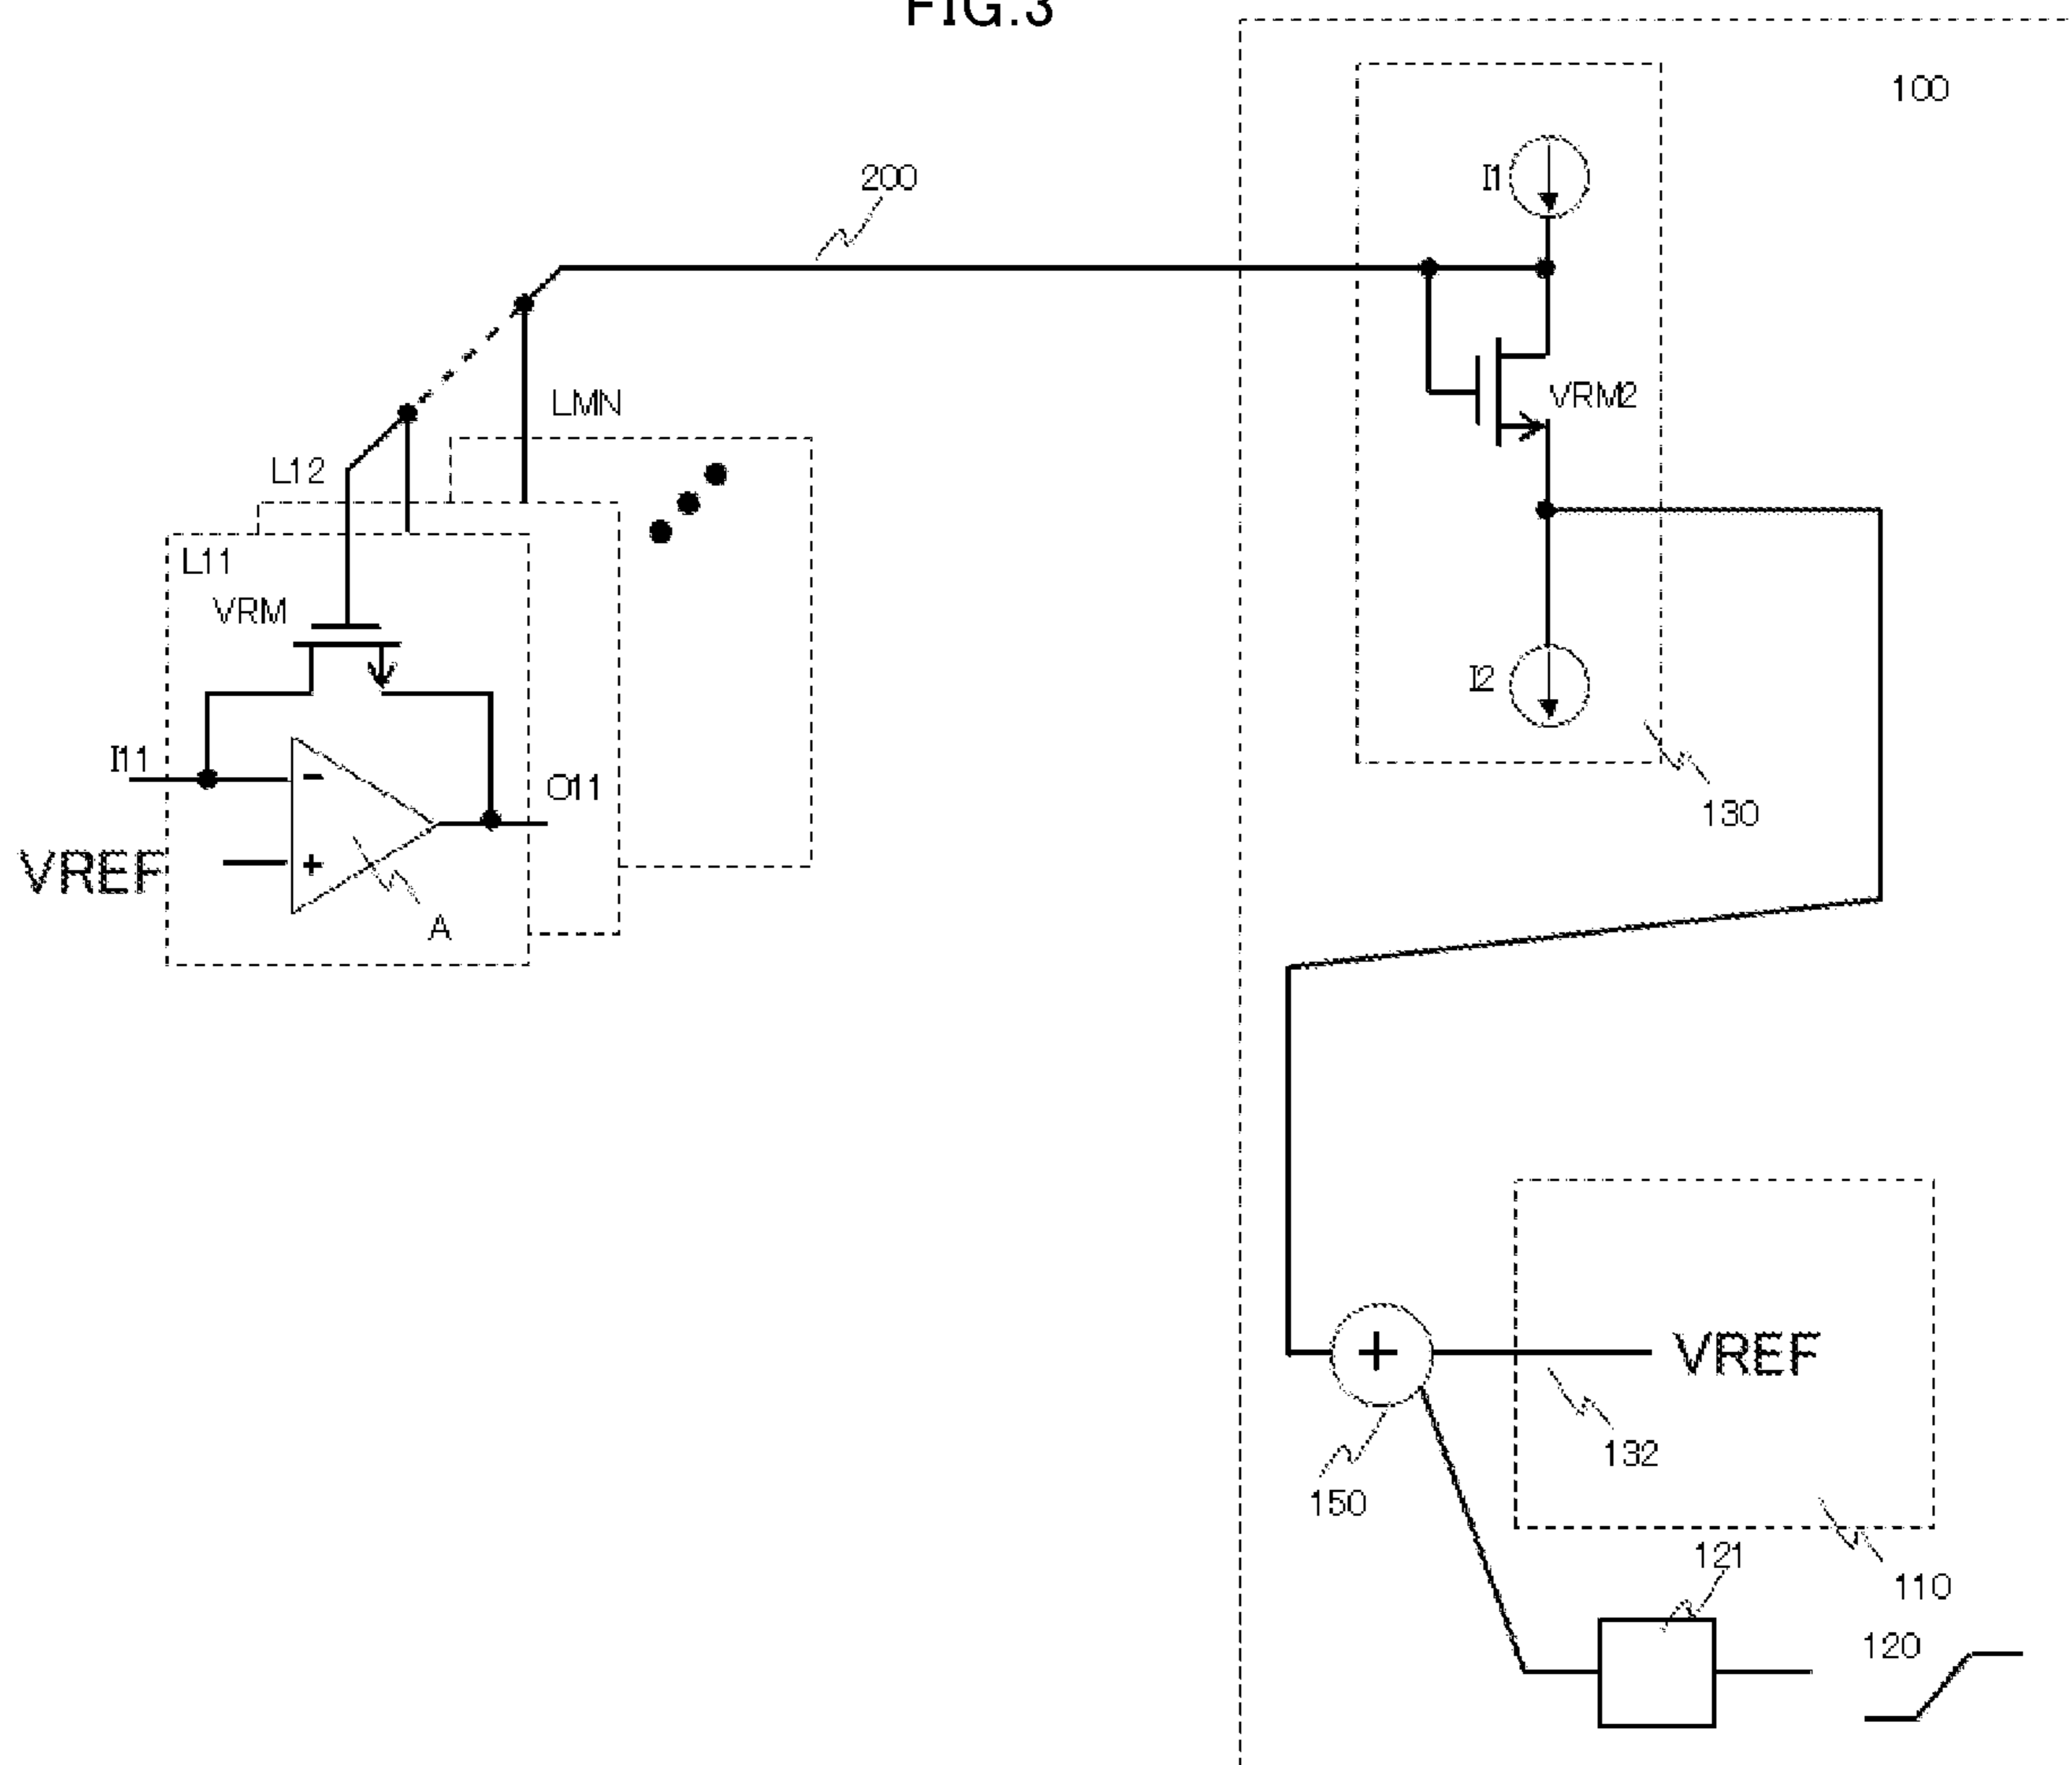 FIG.3
100
I1
200
VRM2
LMN
L12
L11
VRM
I2
I11
-
O11
130
VREF
+
A
+
VREF
132
150
121
110
120